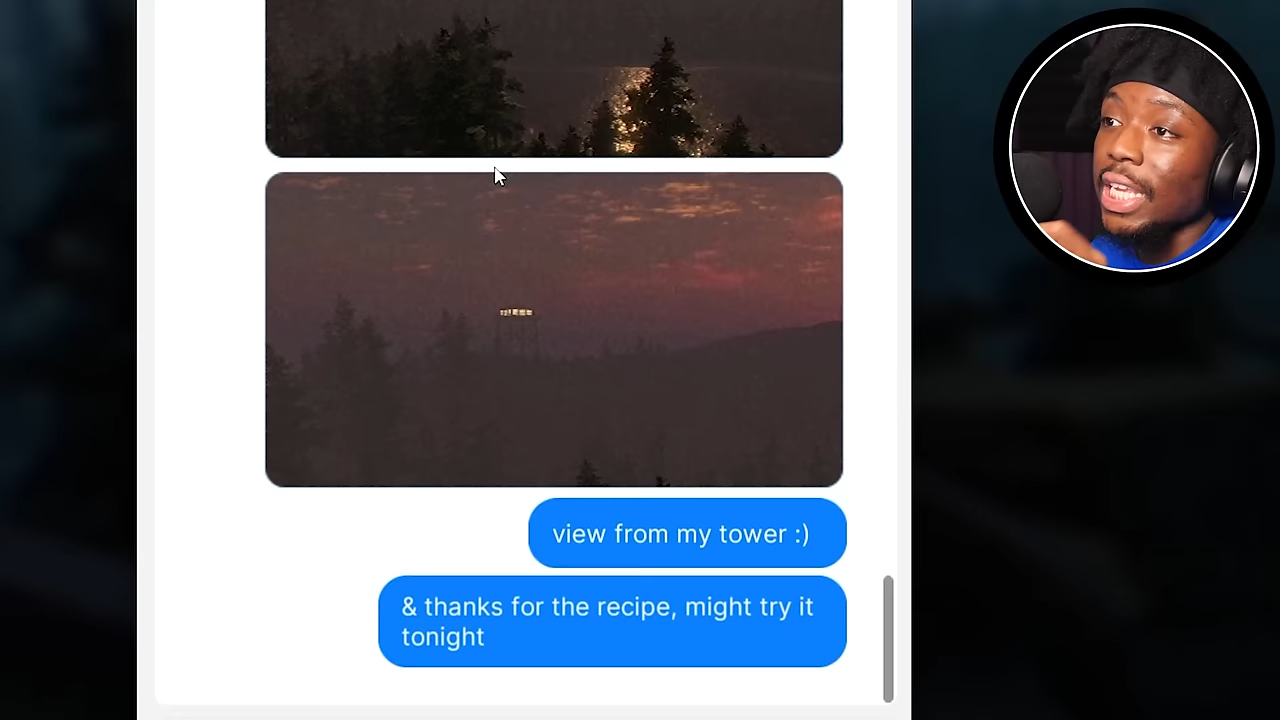 view from my tower :)
& thanks for the recipe, might try it
tonight